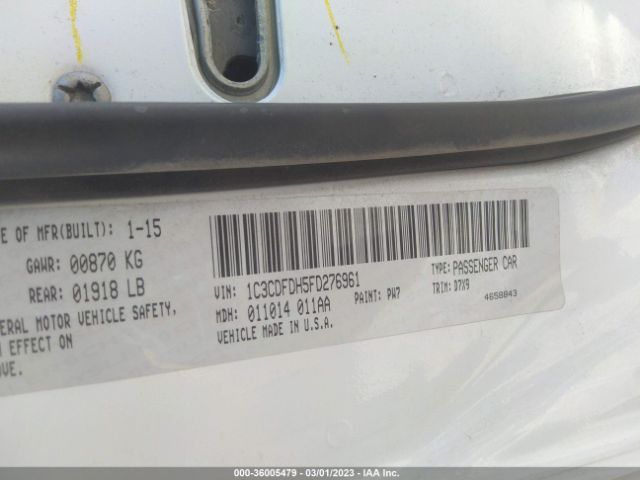 E OF MFR(BUILT): 1-15
GAWR: 00870 KG
REAR: 01918 LB
ERAL MOTOR VEHICLE SAFETY,
N EFFECT ON
OVE.
VIN: 1C3CDFDH5FD276961
TYPE: PASSENGER CAR
MDH: 011014 011AA
PAINT: PW7
TRIM: D7X9
VEHICLE MADE IN U.S.A.
4658843
000-36005479 - 03/01/2023 - IAA Inc.